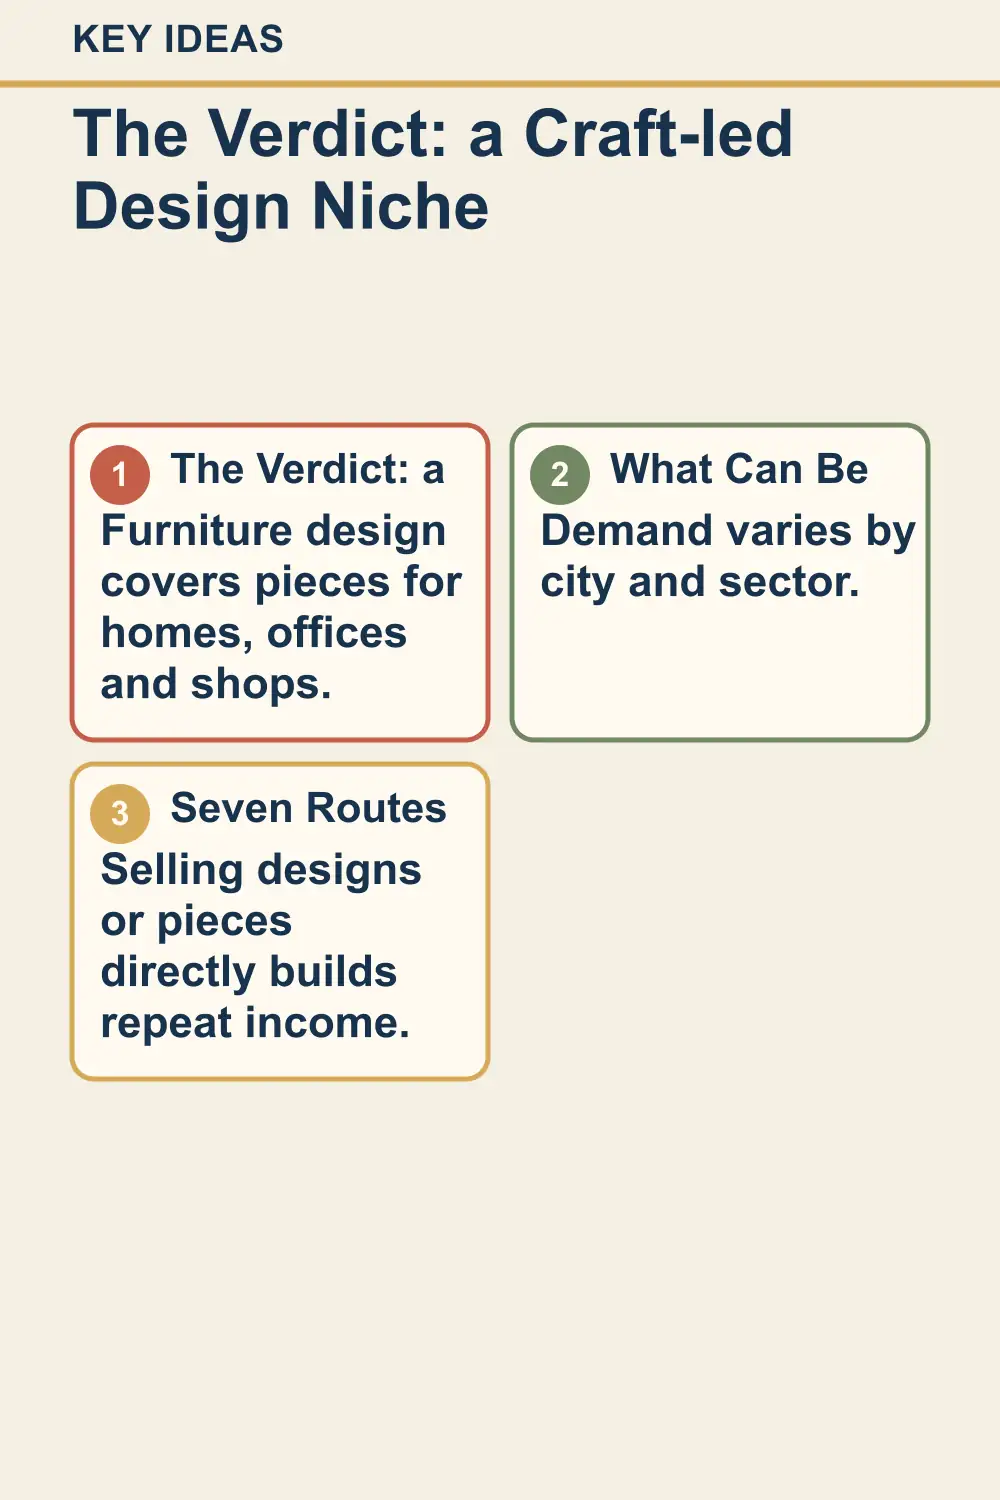 KEY IDEAS
The Verdict: a Craft-led
Design Niche
1 The Verdict: a
Furniture design
covers pieces for
homes, offices
and shops.
2 What Can Be
Demand varies by
city and sector.
3 Seven Routes
Selling designs
or pieces
directly builds
repeat income.